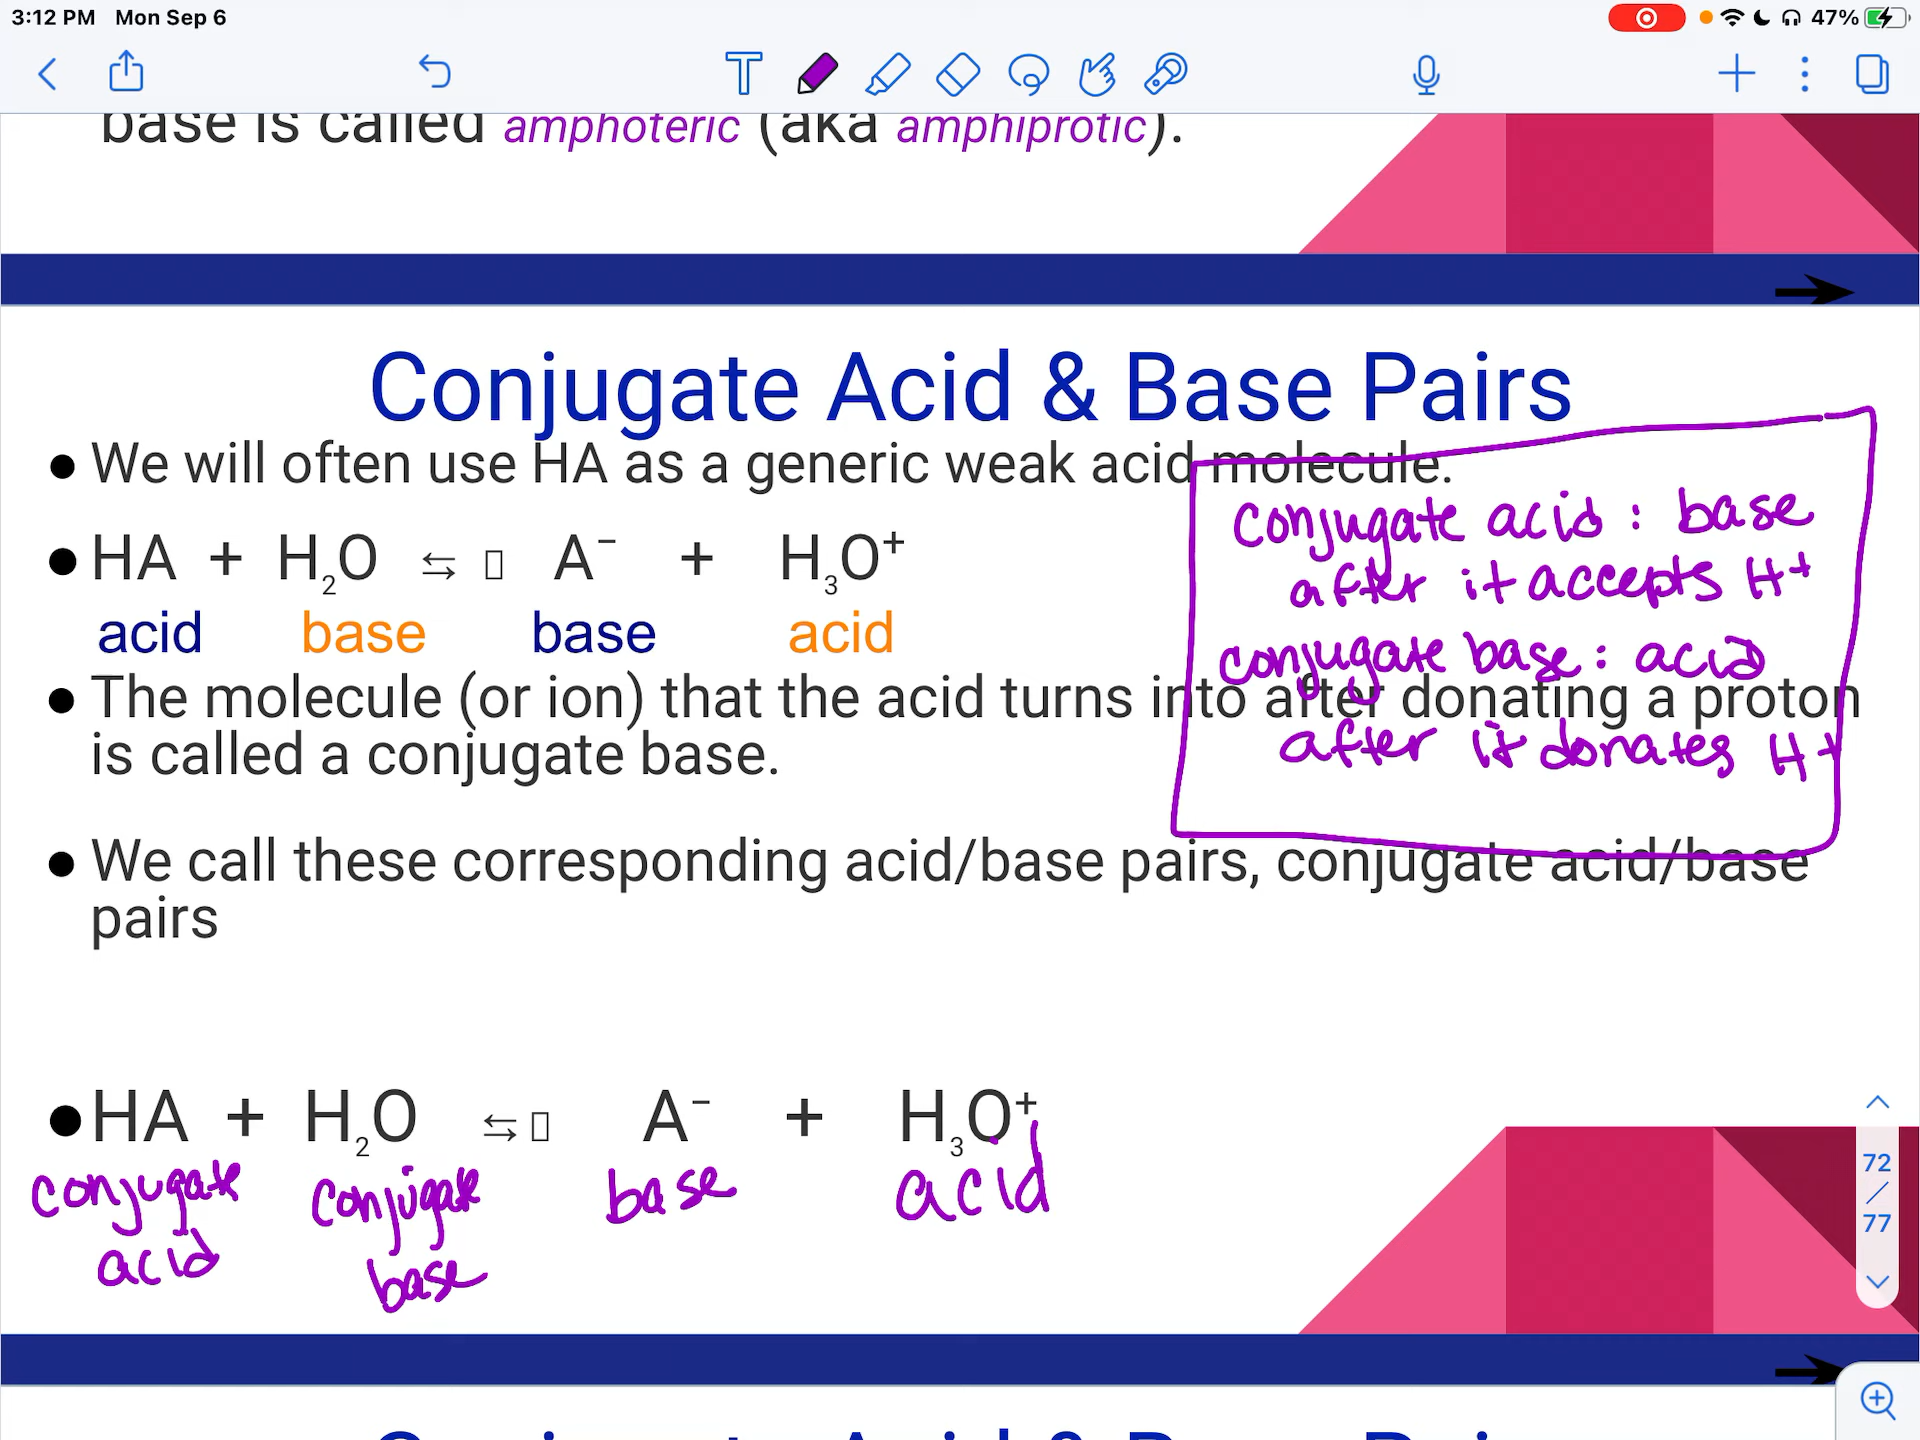 3:12 PM Mon Sep 6
47%
base is called amphoteric (aka amphiprotic).
Conjugate Acid & Base Pairs
● We will often use HA as a generic weak acid molecule.
● HA + H₂O ⇆ ▯ A⁻ + H₃O⁺
acid base base acid
● The molecule (or ion) that the acid turns into after donating a proton
is called a conjugate base.
● We call these corresponding acid/base pairs, conjugate acid/base
pairs
conjugate acid : base
after it accepts H+
conjugate base : acid
after it donates H+
● HA + H₂O ⇆ ▯ A⁻ + H₃O⁺
conjugate acid
conjugate base
base
acid
72
/
77
Conjugate Acid & Base Pairs